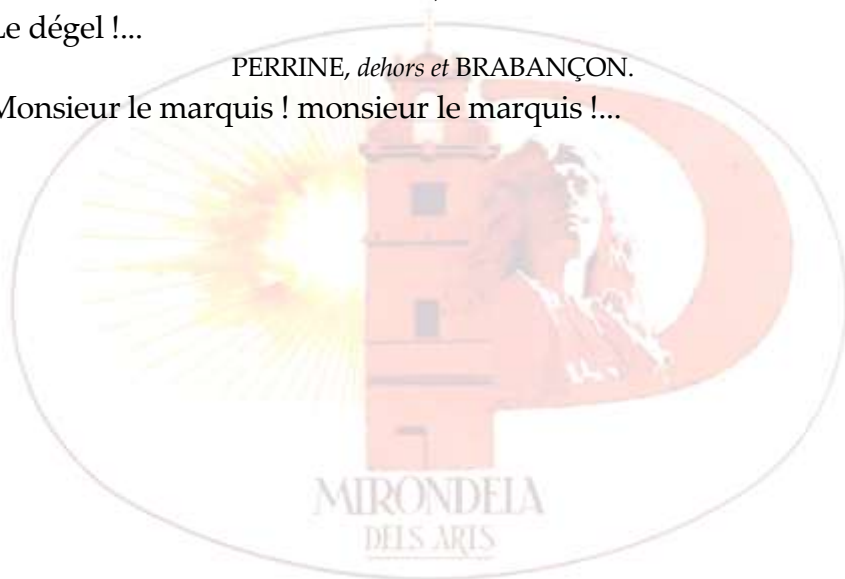 Le dégel !...
PERRINE, dehors et BRABANÇON.
Monsieur le marquis ! monsieur le marquis !...
MIRONDELA
DELS ARTS